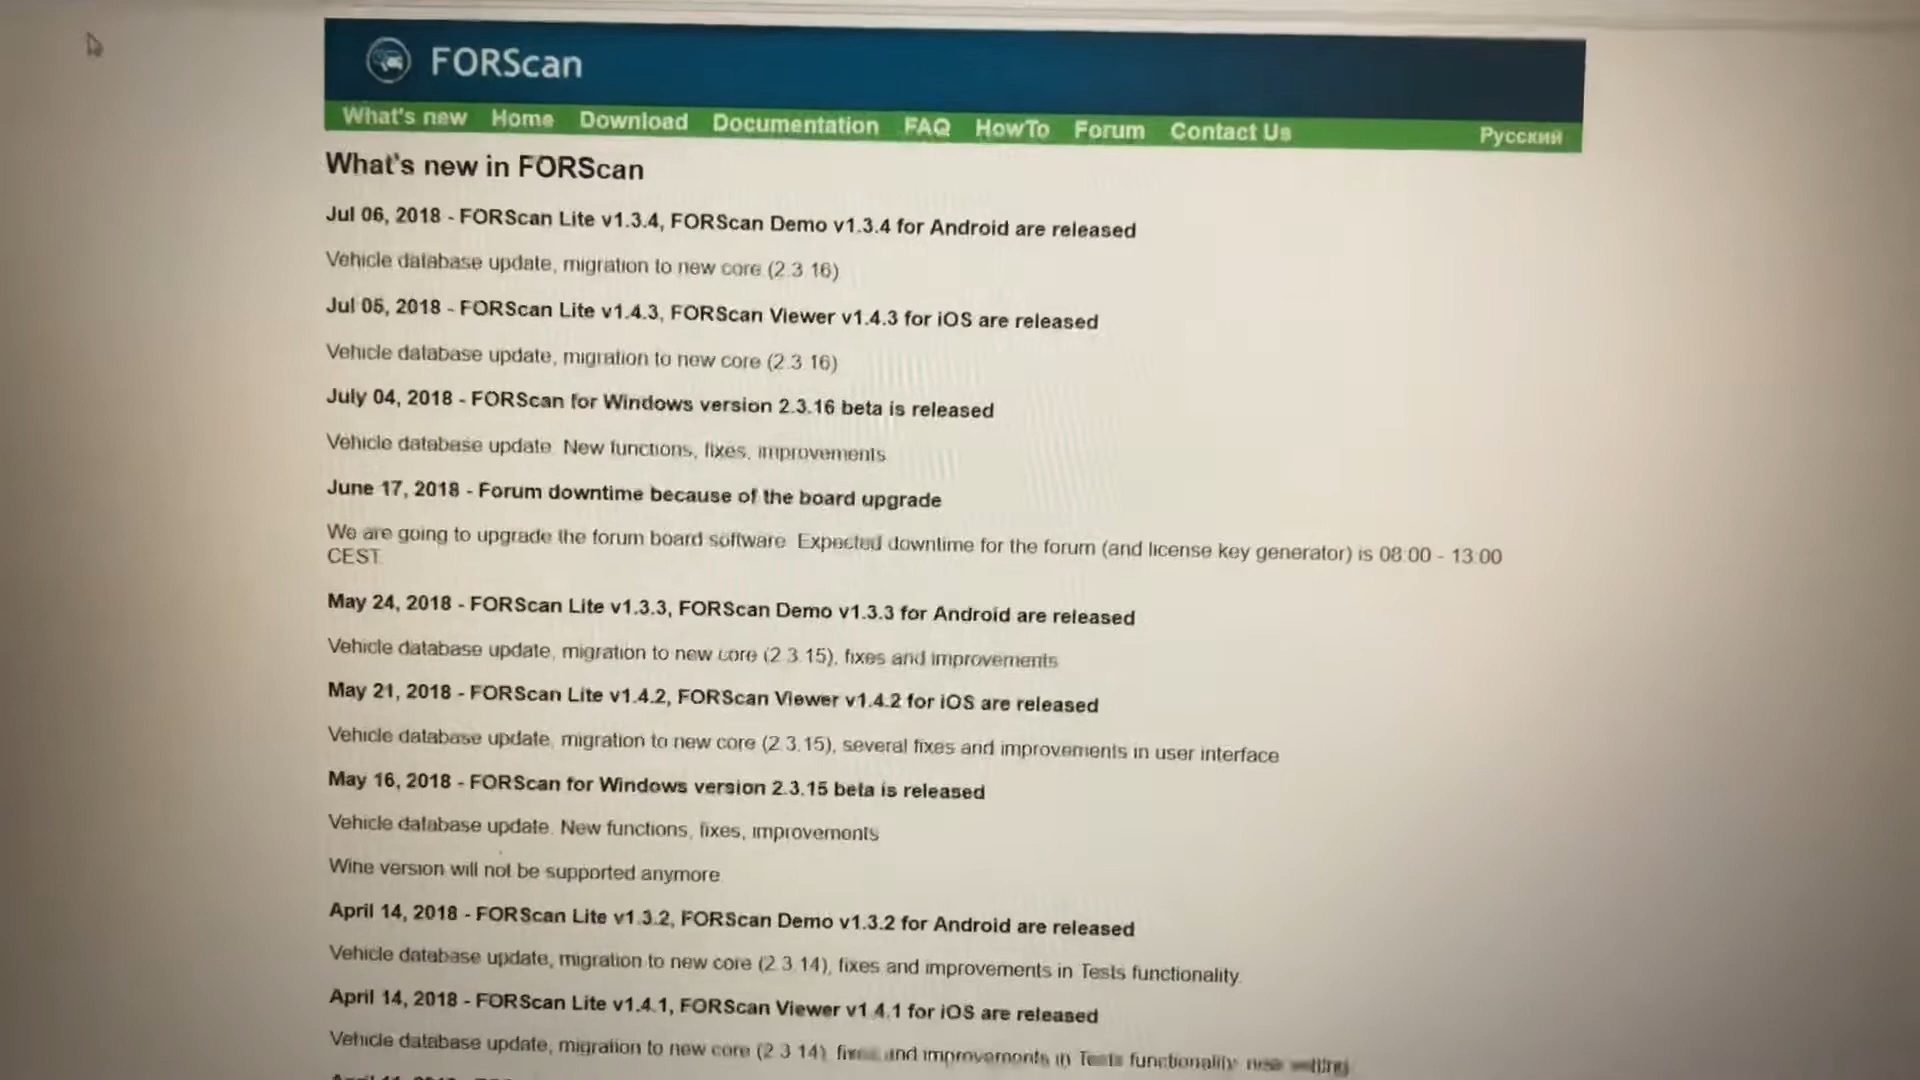 FORScan
What's new Home Download Documentation FAQ HowTo Forum Contact Us Русский
What's new in FORScan
Jul 06, 2018 - FORScan Lite v1.3.4, FORScan Demo v1.3.4 for Android are released
Vehicle database update, migration to new core (2.3.16)
Jul 05, 2018 - FORScan Lite v1.4.3, FORScan Viewer v1.4.3 for iOS are released
Vehicle database update, migration to new core (2.3.16)
July 04, 2018 - FORScan for Windows version 2.3.16 beta is released
Vehicle database update. New functions, fixes, improvements
June 17, 2018 - Forum downtime because of the board upgrade
We are going to upgrade the forum board software. Expected downtime for the forum (and license key generator) is 08:00 - 13:00
CEST.
May 24, 2018 - FORScan Lite v1.3.3, FORScan Demo v1.3.3 for Android are released
Vehicle database update, migration to new core (2.3.15), fixes and improvements
May 21, 2018 - FORScan Lite v1.4.2, FORScan Viewer v1.4.2 for iOS are released
Vehicle database update, migration to new core (2.3.15), several fixes and improvements in user interface
May 16, 2018 - FORScan for Windows version 2.3.15 beta is released
Vehicle database update. New functions, fixes, improvements
Wine version will not be supported anymore.
April 14, 2018 - FORScan Lite v1.3.2, FORScan Demo v1.3.2 for Android are released
Vehicle database update, migration to new core (2.3.14), fixes and improvements in Tests functionality.
April 14, 2018 - FORScan Lite v1.4.1, FORScan Viewer v1.4.1 for iOS are released
Vehicle database update, migration to new core (2.3.14), fixes and improvements in Tests functionality,